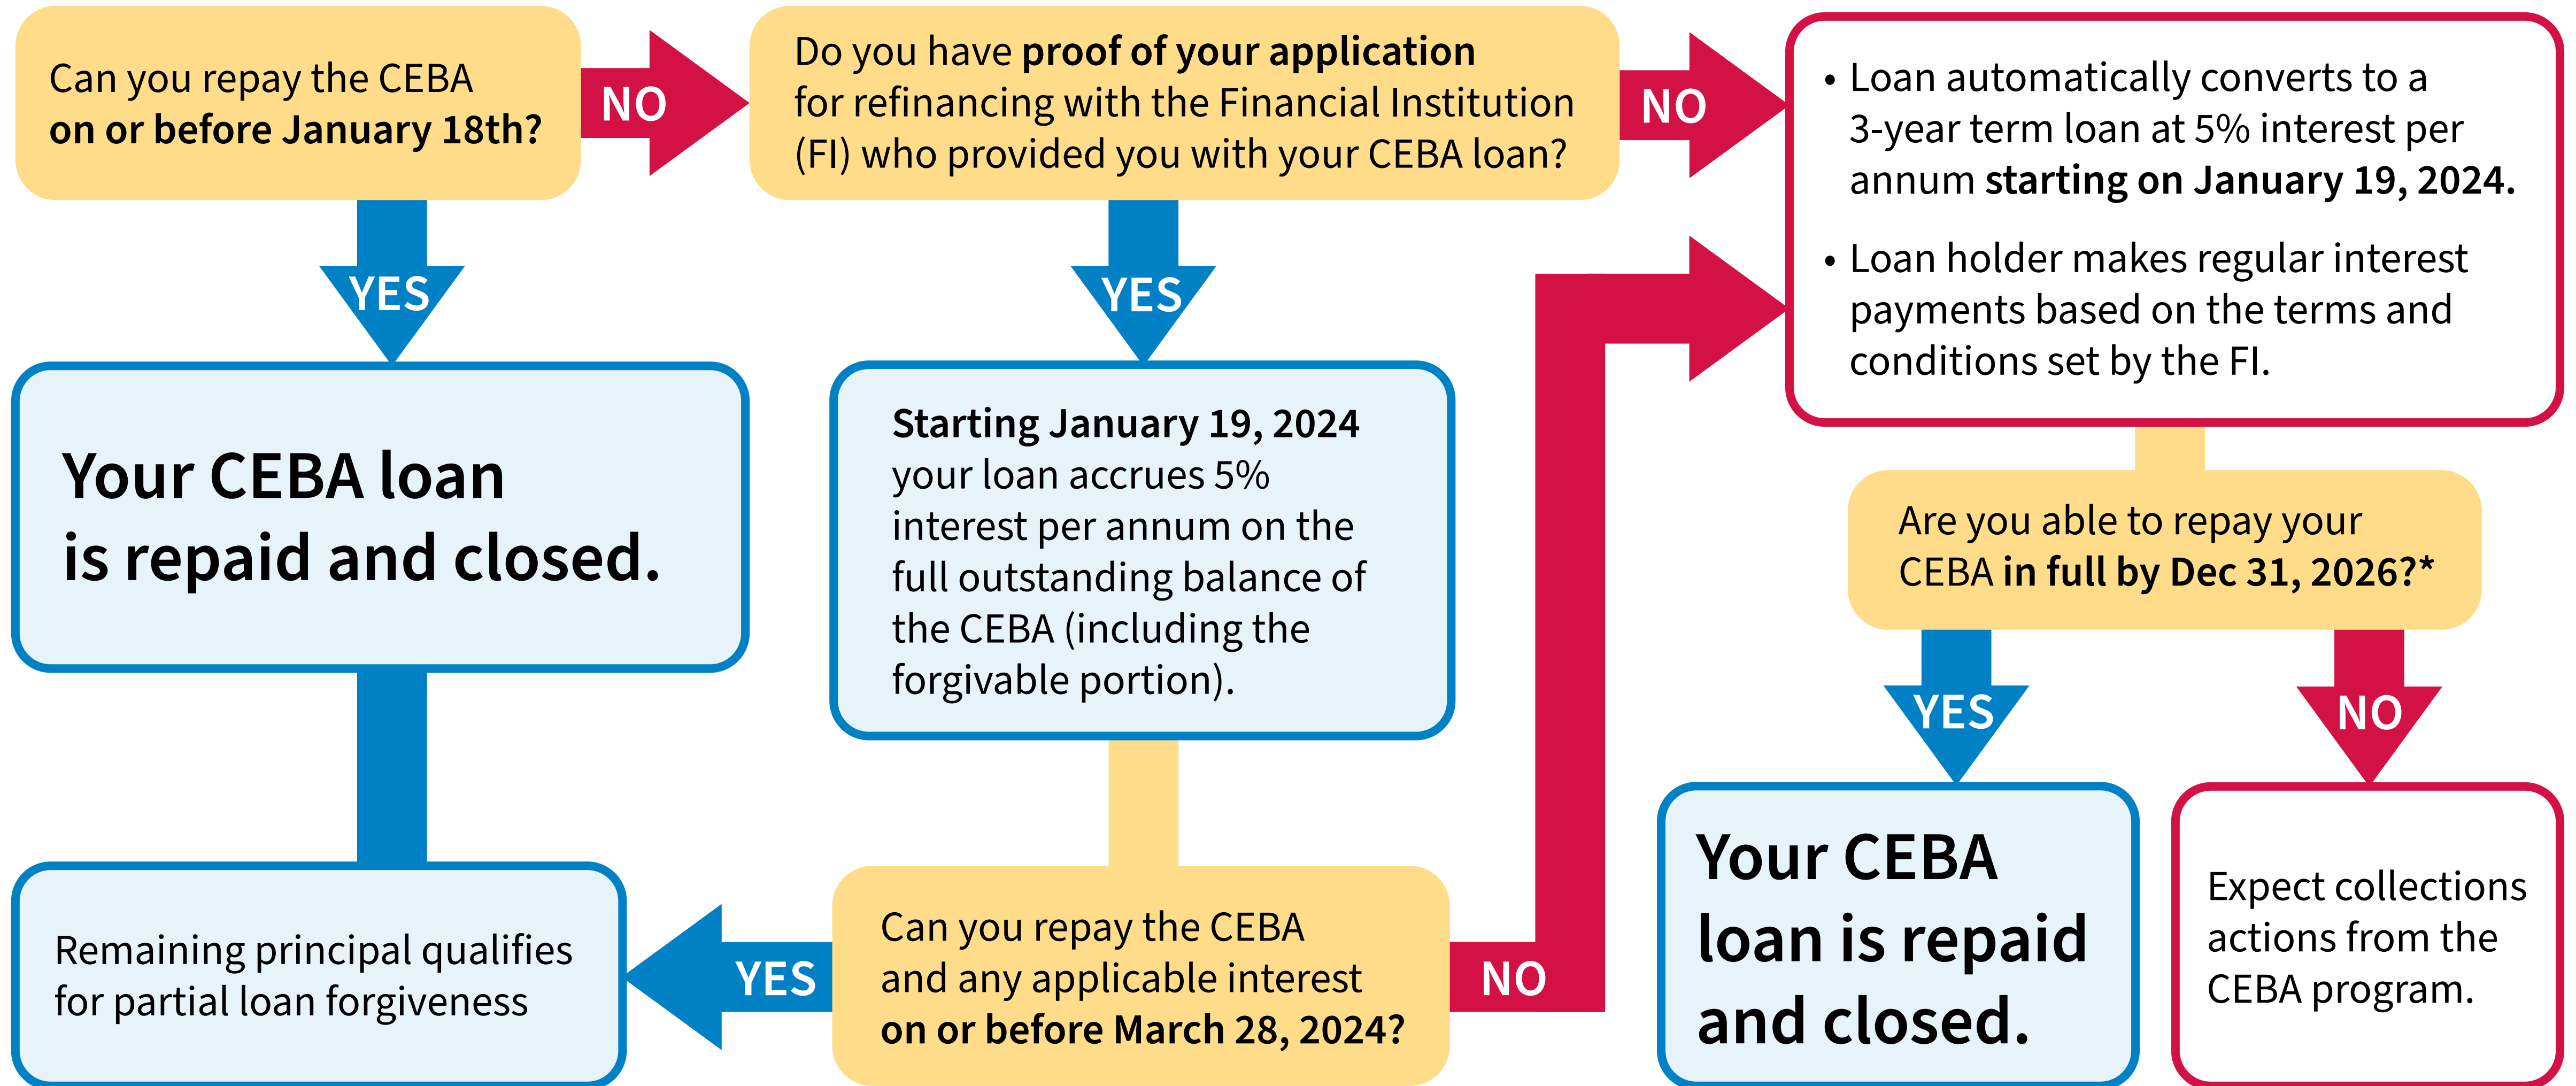 Can you repay the CEBA
on or before January 18th?
NO
Do you have proof of your application
for refinancing with the Financial Institution
(FI) who provided you with your CEBA loan?
NO
• Loan automatically converts to a
3-year term loan at 5% interest per
annum starting on January 19, 2024.
• Loan holder makes regular interest
payments based on the terms and
conditions set by the FI.
YES
YES
Your CEBA loan
is repaid and closed.
Starting January 19, 2024
your loan accrues 5%
interest per annum on the
full outstanding balance of
the CEBA (including the
forgivable portion).
Are you able to repay your
CEBA in full by Dec 31, 2026?*
YES
NO
Remaining principal qualifies
for partial loan forgiveness
YES
Can you repay the CEBA
and any applicable interest
on or before March 28, 2024?
NO
Your CEBA
loan is repaid
and closed.
Expect collections
actions from the
CEBA program.